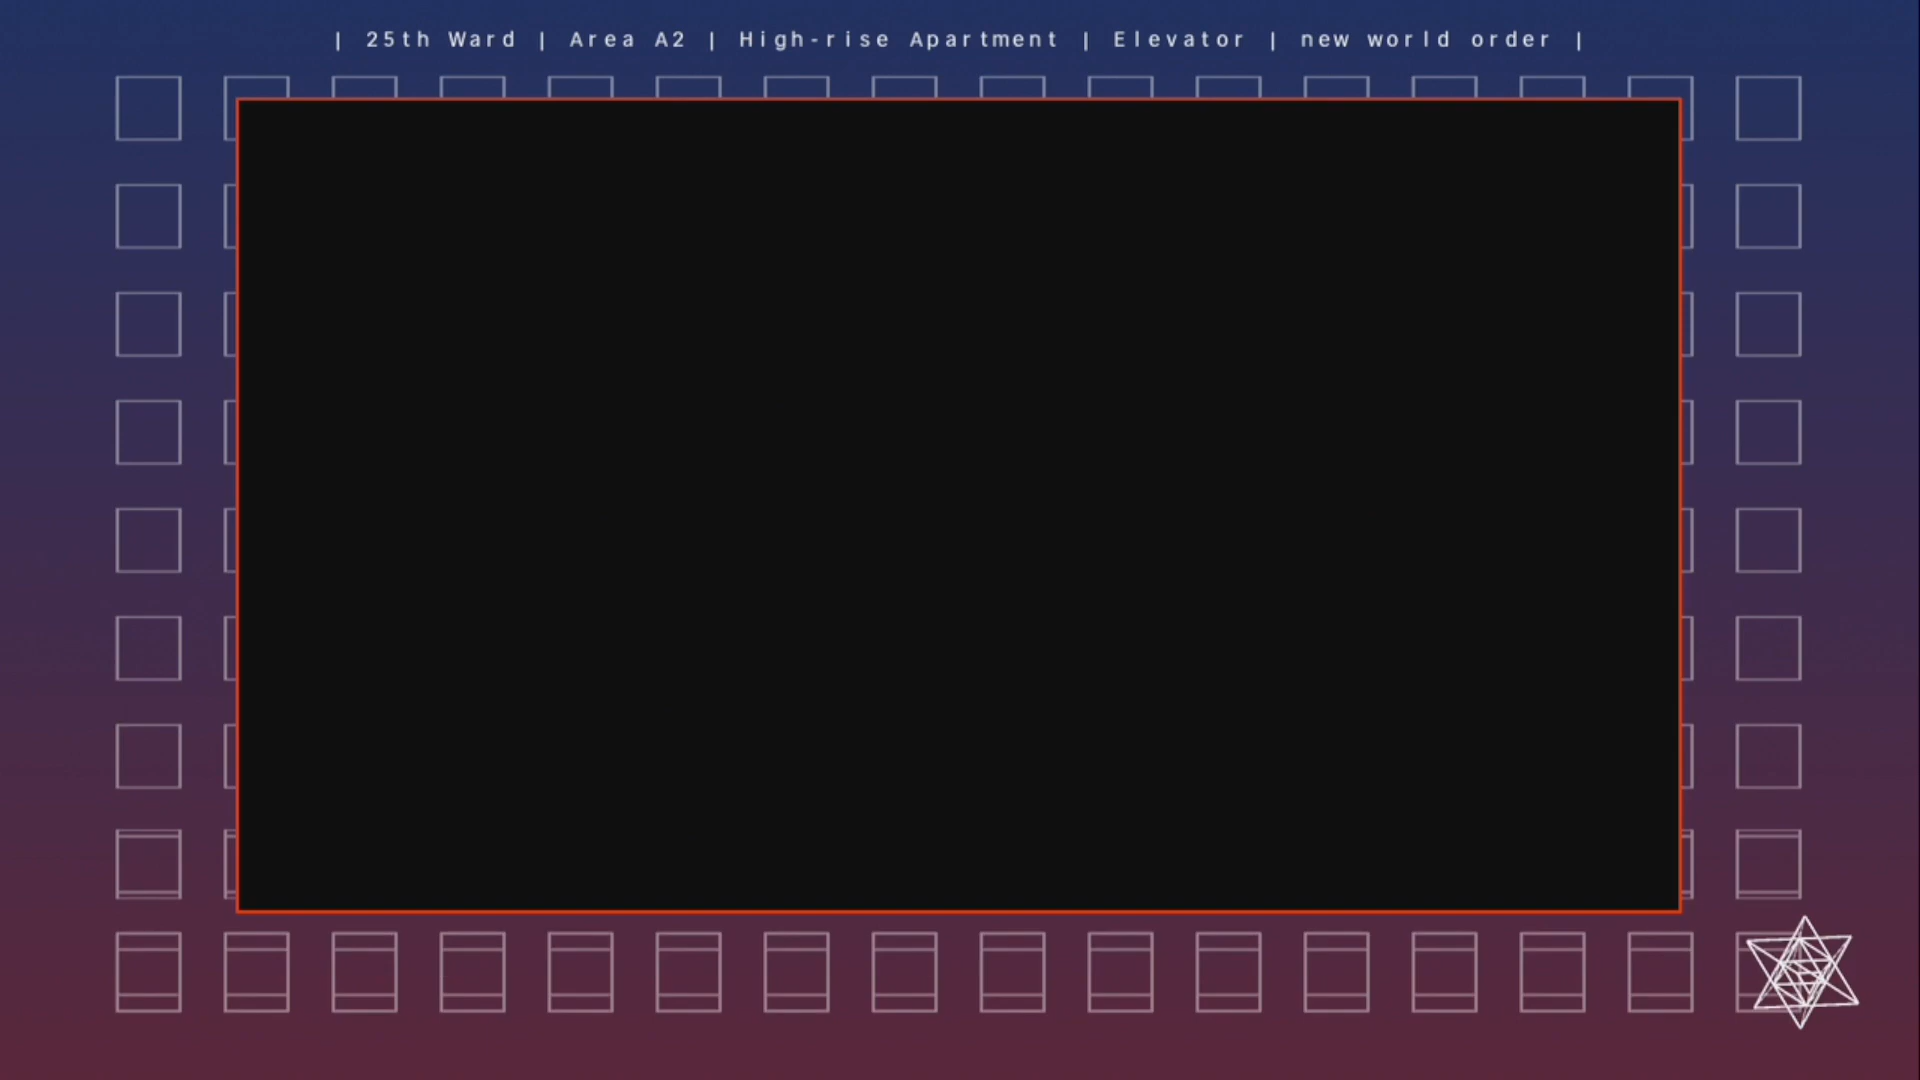 | 25th Ward | Area A2 | High-rise Apartment | Elevator | new world order |